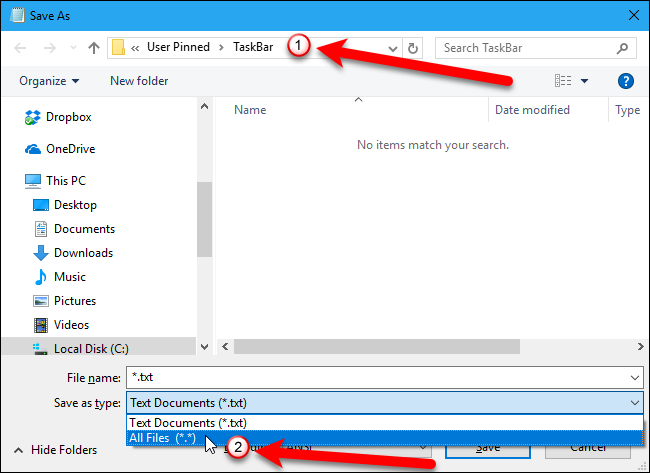 Save As
« User Pinned > TaskBar
1
Search TaskBar
Organize
New folder
?
Name
Date modified
Type
Dropbox
OneDrive
This PC
Desktop
Documents
Downloads
Music
Pictures
Videos
Local Disk (C:)
No items match your search.
File name: *.txt
Save as type: Text Documents (*.txt)
Text Documents (*.txt)
All Files (*.*)
2
Hide Folders
Save
Cancel